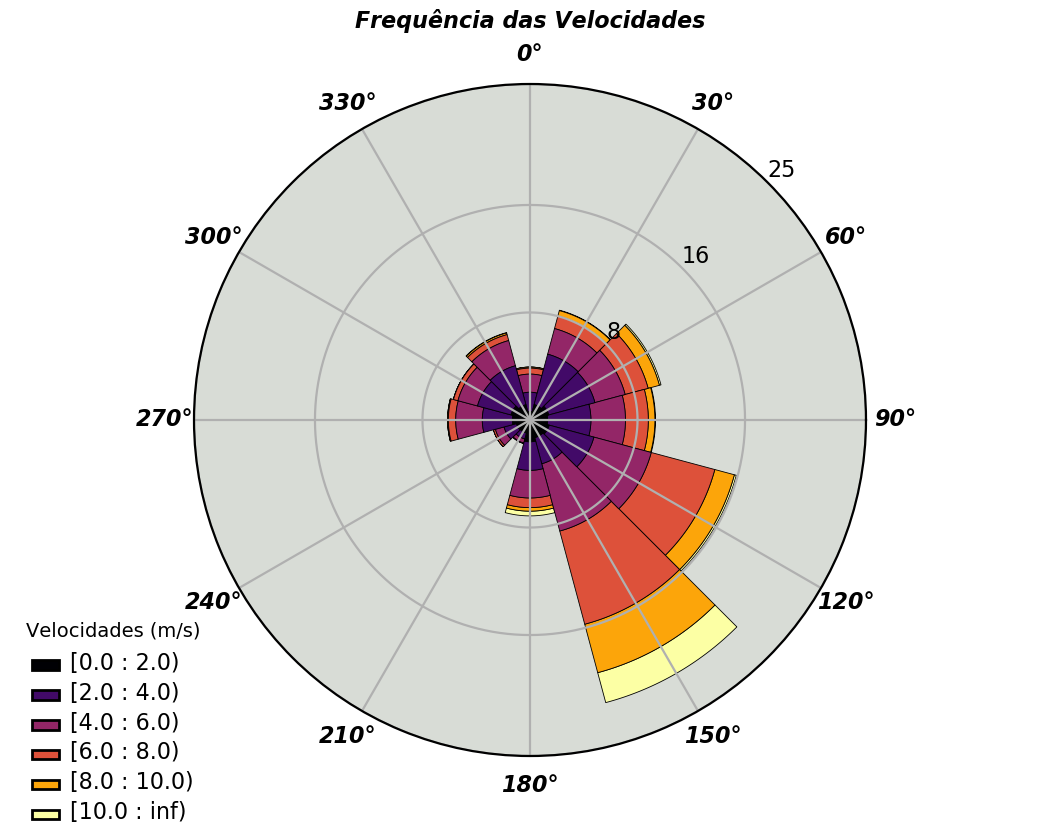 Frequência das Velocidades
0°
330°
30°
25
300°
60°
16
8
270°
90°
240°
120°
210°
150°
180°
Velocidades (m/s)
[0.0 : 2.0)
[2.0 : 4.0)
[4.0 : 6.0)
[6.0 : 8.0)
[8.0 : 10.0)
[10.0 : inf)